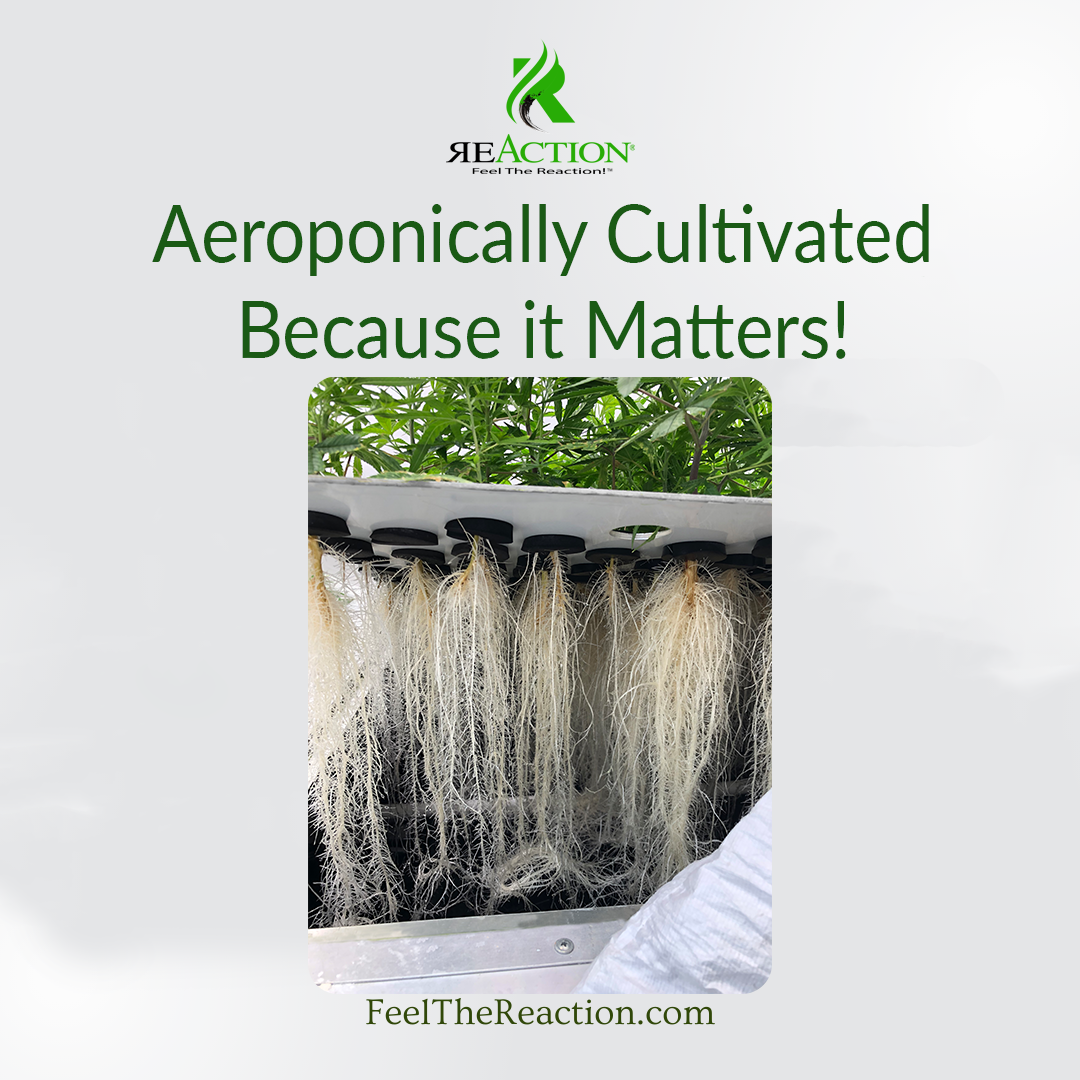 ЯEACTION®
Feel The Reaction!™
Aeroponically Cultivated
Because it Matters!
FeelTheReaction.com